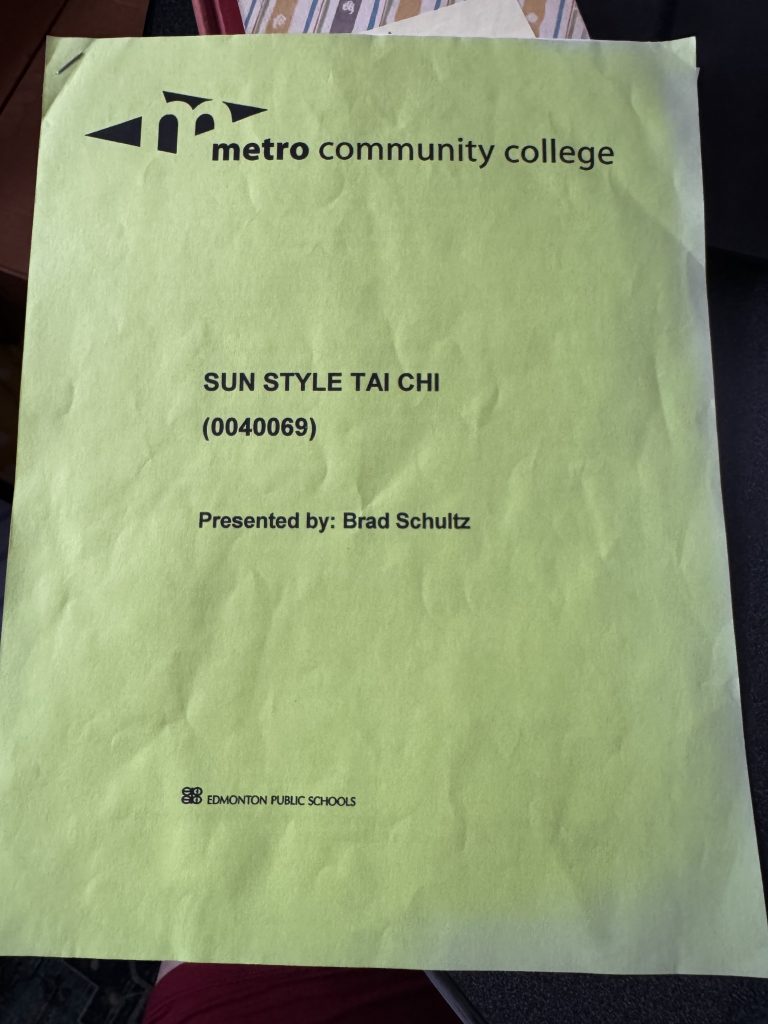 metro community college
SUN STYLE TAI CHI
(0040069)
Presented by: Brad Schultz
EDMONTON PUBLIC SCHOOLS